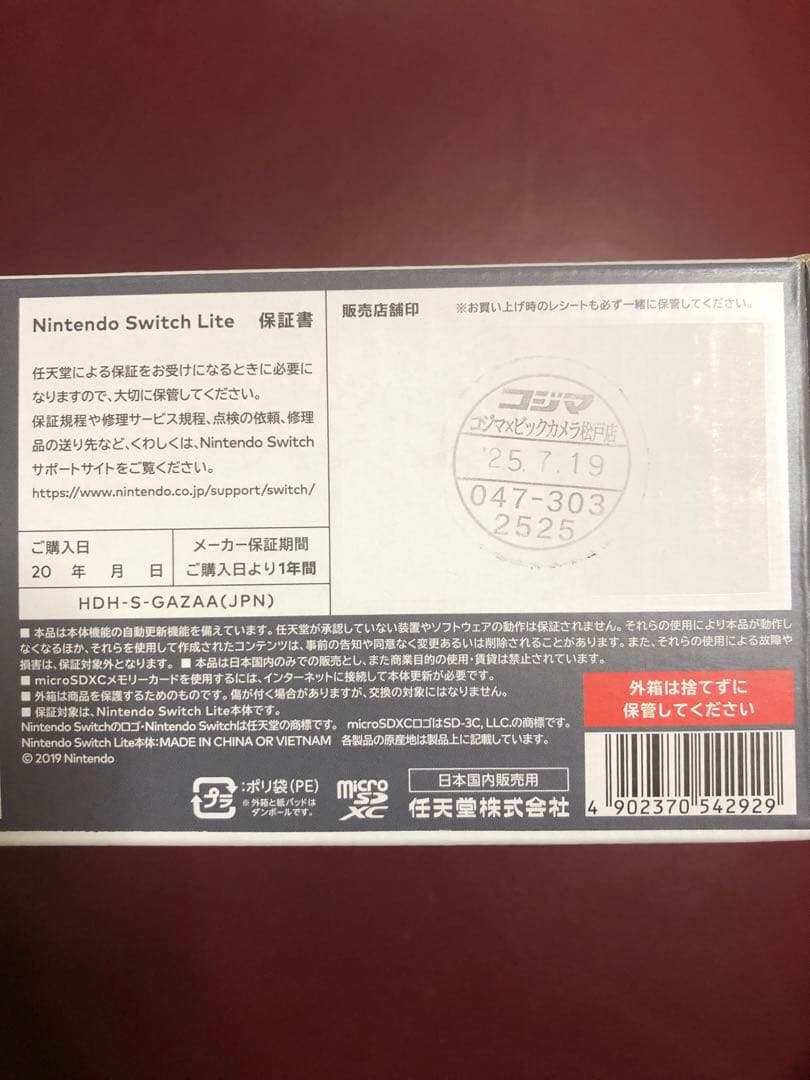 Nintendo Switch Lite 保証書
任天堂による保証をお受けになるときに必要に
なりますので、大切に保管してください。
保証規程や修理サービス規程、点検の依頼、修理
品の送り先など、くわしくは、Nintendo Switch
サポートサイトをご覧ください。
https://www.nintendo.co.jp/support/switch/
ご購入日
20 年 月 日
メーカー保証期間
ご購入日より1年間
HDH-S-GAZAA(JPN)
販売店舗印 ※お買い上げ時のレシートも必ず一緒に保管してください。
コジマ
コジマ×ビックカメラ松戸店
'25.7.19
047-303
2525
■ 本品は本体機能の自動更新機能を備えています。任天堂が承認していない装置やソフトウェアの動作は保証されません。それらの使用により本品が動作し
なくなるほか、それらを使用して作成されたコンテンツは、事前の告知や同意なく変更あるいは削除されることがあります。また、それらの使用による故障や
損害は、保証対象外となります。 ■ 本品は日本国内のみでの販売とし、また商業目的の使用・賃貸は禁止されています。
■ microSDXCメモリーカードを使用するには、インターネットに接続して本体更新が必要です。
■ 外箱は商品を保護するためのものです。傷が付く場合がありますが、交換の対象にはなりません。
■ 保証対象は、Nintendo Switch Lite本体です。
Nintendo Switchのロゴ・Nintendo Switchは任天堂の商標です。 microSDXCロゴはSD-3C, LLC.の商標です。
Nintendo Switch Lite本体:MADE IN CHINA OR VIETNAM 各製品の原産地は製品上に記載しています。
© 2019 Nintendo
外箱は捨てずに
保管してください
プラ
:ポリ袋(PE)
※外箱と紙パッドは
ダンボールです。
micro
SD
XC
日本国内販売用
任天堂株式会社
4 902370 542929